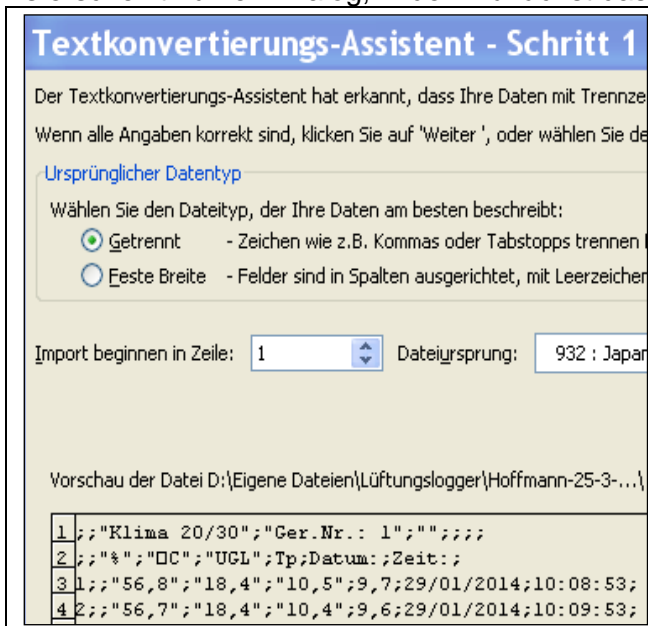 Textkonvertierungs-Assistent - Schritt 1
Der Textkonvertierungs-Assistent hat erkannt, dass Ihre Daten mit
Wenn alle Angaben korrekt sind, klicken Sie auf 'Weiter ', oder wählen Sie
Ursprünglicher Datentyp
Wählen Sie den Dateityp, der Ihre Daten am besten beschreibt:
Getrennt - Zeichen wie z.B. Kommas oder Tabstopps trennen
Feste Breite - Felder sind in Spalten ausgerichtet, mit
Import beginnen in Zeile: 1 Dateiursprung: 932 :
Vorschau der Datei D:\Eigene Dateien\Lüftungslogger\Hoffmann-25-3-...\
1 ;;"Klima 20/30";"Ger.Nr.: 1";"";;;;
2 ;;"%";"□C";"UGL";Tp;Datum:;Zeit:;
3 1;;"56,8";"18,4";"10,5";9,7;29/01/2014;10:08:53;
4 2;;"56,7";"18,4";"10,4";9,6;29/01/2014;10:09:53;